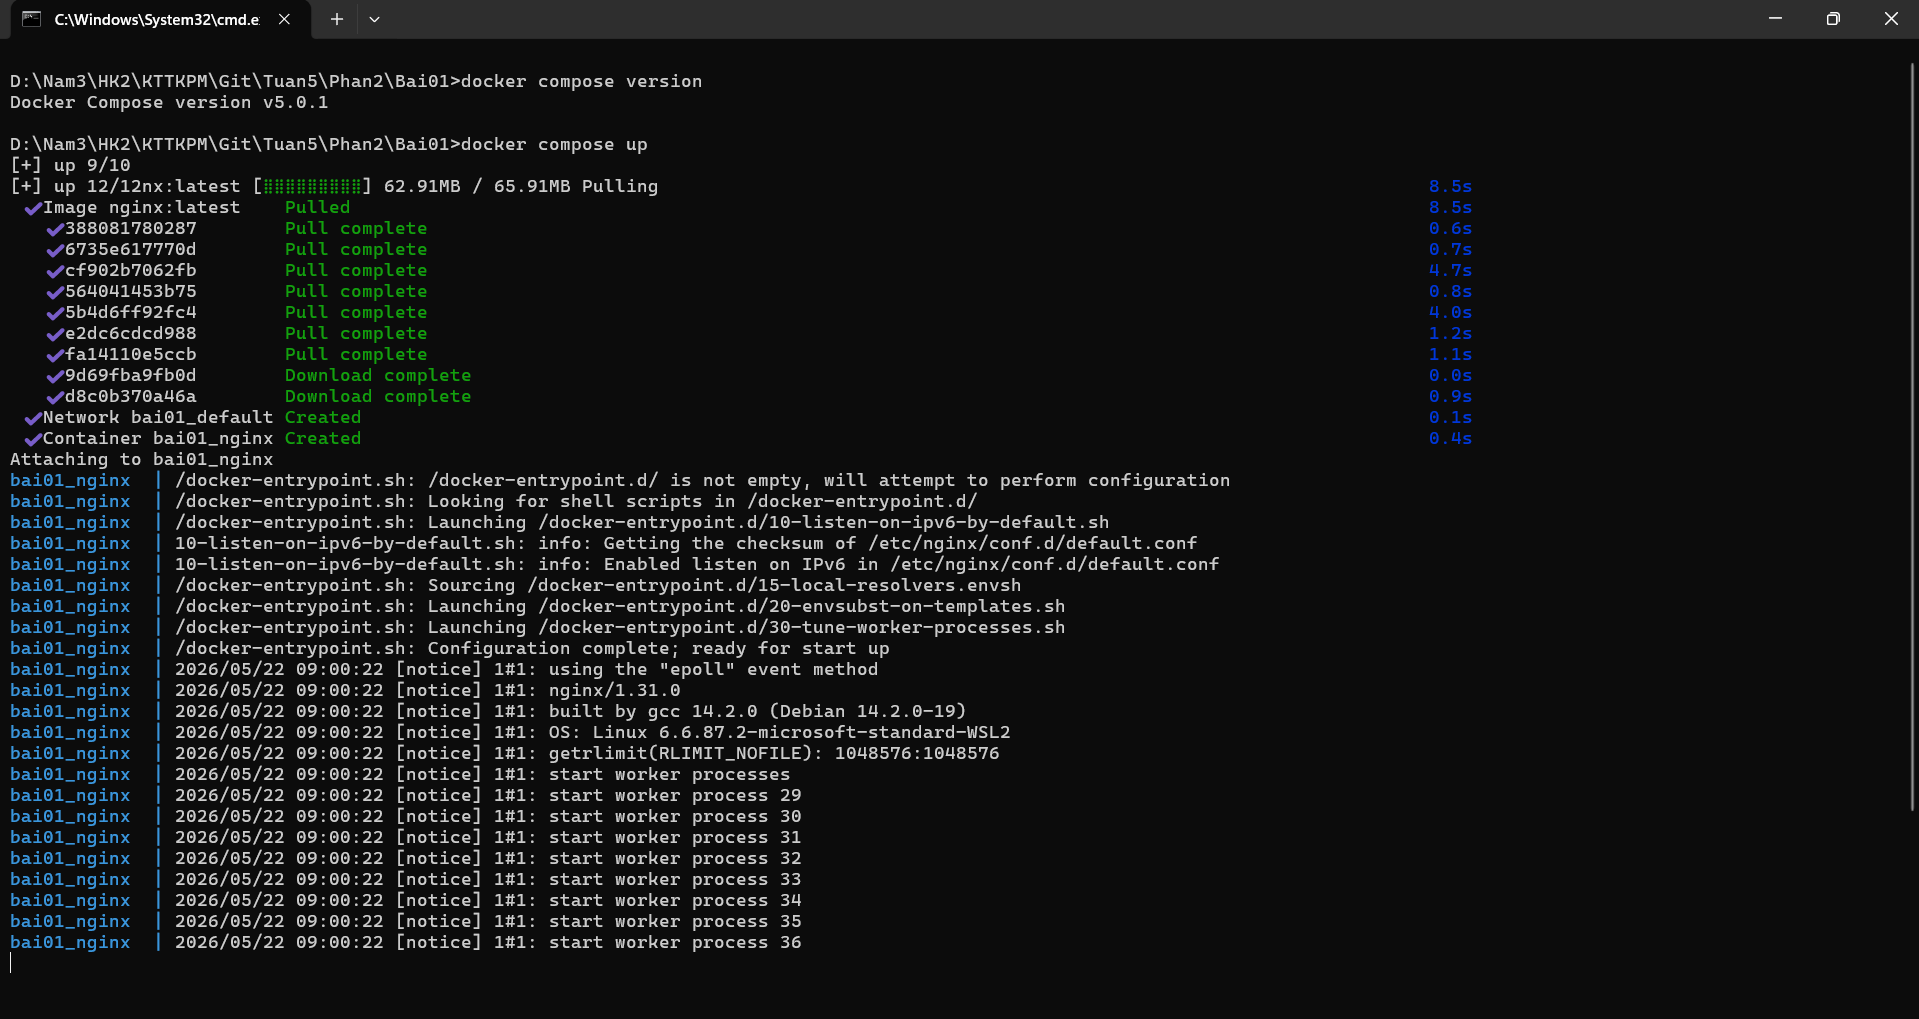 C:\Windows\System32\cmd.e
D:\Nam3\HK2\KTTKPM\Git\Tuan5\Phan2\Bai01>docker compose version
Docker Compose version v5.0.1
D:\Nam3\HK2\KTTKPM\Git\Tuan5\Phan2\Bai01>docker compose up
[+] up 9/10
[+] up 12/12nx:latest [⣿⣿⣿⣿⣿⣿⣿⣿⣿] 62.91MB / 65.91MB Pulling 8.5s
✔Image nginx:latest Pulled 8.5s
✔388081780287 Pull complete 0.6s
✔6735e617770d Pull complete 0.7s
✔cf902b7062fb Pull complete 4.7s
✔564041453b75 Pull complete 0.8s
✔5b4d6ff92fc4 Pull complete 4.0s
✔e2dc6cdcd988 Pull complete 1.2s
✔fa14110e5ccb Pull complete 1.1s
✔9d69fba9fb0d Download complete 0.0s
✔d8c0b370a46a Download complete 0.9s
✔Network bai01_default Created 0.1s
✔Container bai01_nginx Created 0.4s
Attaching to bai01_nginx
bai01_nginx | /docker-entrypoint.sh: /docker-entrypoint.d/ is not empty, will attempt to perform configuration
bai01_nginx | /docker-entrypoint.sh: Looking for shell scripts in /docker-entrypoint.d/
bai01_nginx | /docker-entrypoint.sh: Launching /docker-entrypoint.d/10-listen-on-ipv6-by-default.sh
bai01_nginx | 10-listen-on-ipv6-by-default.sh: info: Getting the checksum of /etc/nginx/conf.d/default.conf
bai01_nginx | 10-listen-on-ipv6-by-default.sh: info: Enabled listen on IPv6 in /etc/nginx/conf.d/default.conf
bai01_nginx | /docker-entrypoint.sh: Sourcing /docker-entrypoint.d/15-local-resolvers.envsh
bai01_nginx | /docker-entrypoint.sh: Launching /docker-entrypoint.d/20-envsubst-on-templates.sh
bai01_nginx | /docker-entrypoint.sh: Launching /docker-entrypoint.d/30-tune-worker-processes.sh
bai01_nginx | /docker-entrypoint.sh: Configuration complete; ready for start up
bai01_nginx | 2026/05/22 09:00:22 [notice] 1#1: using the "epoll" event method
bai01_nginx | 2026/05/22 09:00:22 [notice] 1#1: nginx/1.31.0
bai01_nginx | 2026/05/22 09:00:22 [notice] 1#1: built by gcc 14.2.0 (Debian 14.2.0-19)
bai01_nginx | 2026/05/22 09:00:22 [notice] 1#1: OS: Linux 6.6.87.2-microsoft-standard-WSL2
bai01_nginx | 2026/05/22 09:00:22 [notice] 1#1: getrlimit(RLIMIT_NOFILE): 1048576:1048576
bai01_nginx | 2026/05/22 09:00:22 [notice] 1#1: start worker processes
bai01_nginx | 2026/05/22 09:00:22 [notice] 1#1: start worker process 29
bai01_nginx | 2026/05/22 09:00:22 [notice] 1#1: start worker process 30
bai01_nginx | 2026/05/22 09:00:22 [notice] 1#1: start worker process 31
bai01_nginx | 2026/05/22 09:00:22 [notice] 1#1: start worker process 32
bai01_nginx | 2026/05/22 09:00:22 [notice] 1#1: start worker process 33
bai01_nginx | 2026/05/22 09:00:22 [notice] 1#1: start worker process 34
bai01_nginx | 2026/05/22 09:00:22 [notice] 1#1: start worker process 35
bai01_nginx | 2026/05/22 09:00:22 [notice] 1#1: start worker process 36